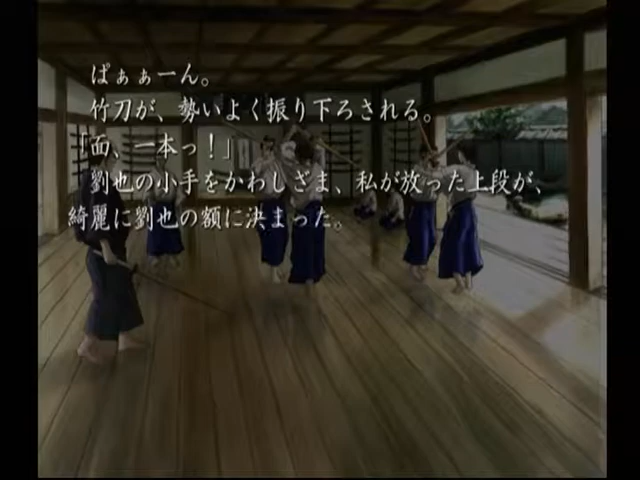 ぱぁぁーん。
竹刀が、勢いよく振り下ろされる。
「面、一本っ！」
劉也の小手をかわしざま、私が放った上段が、
綺麗に劉也の額に決まった。